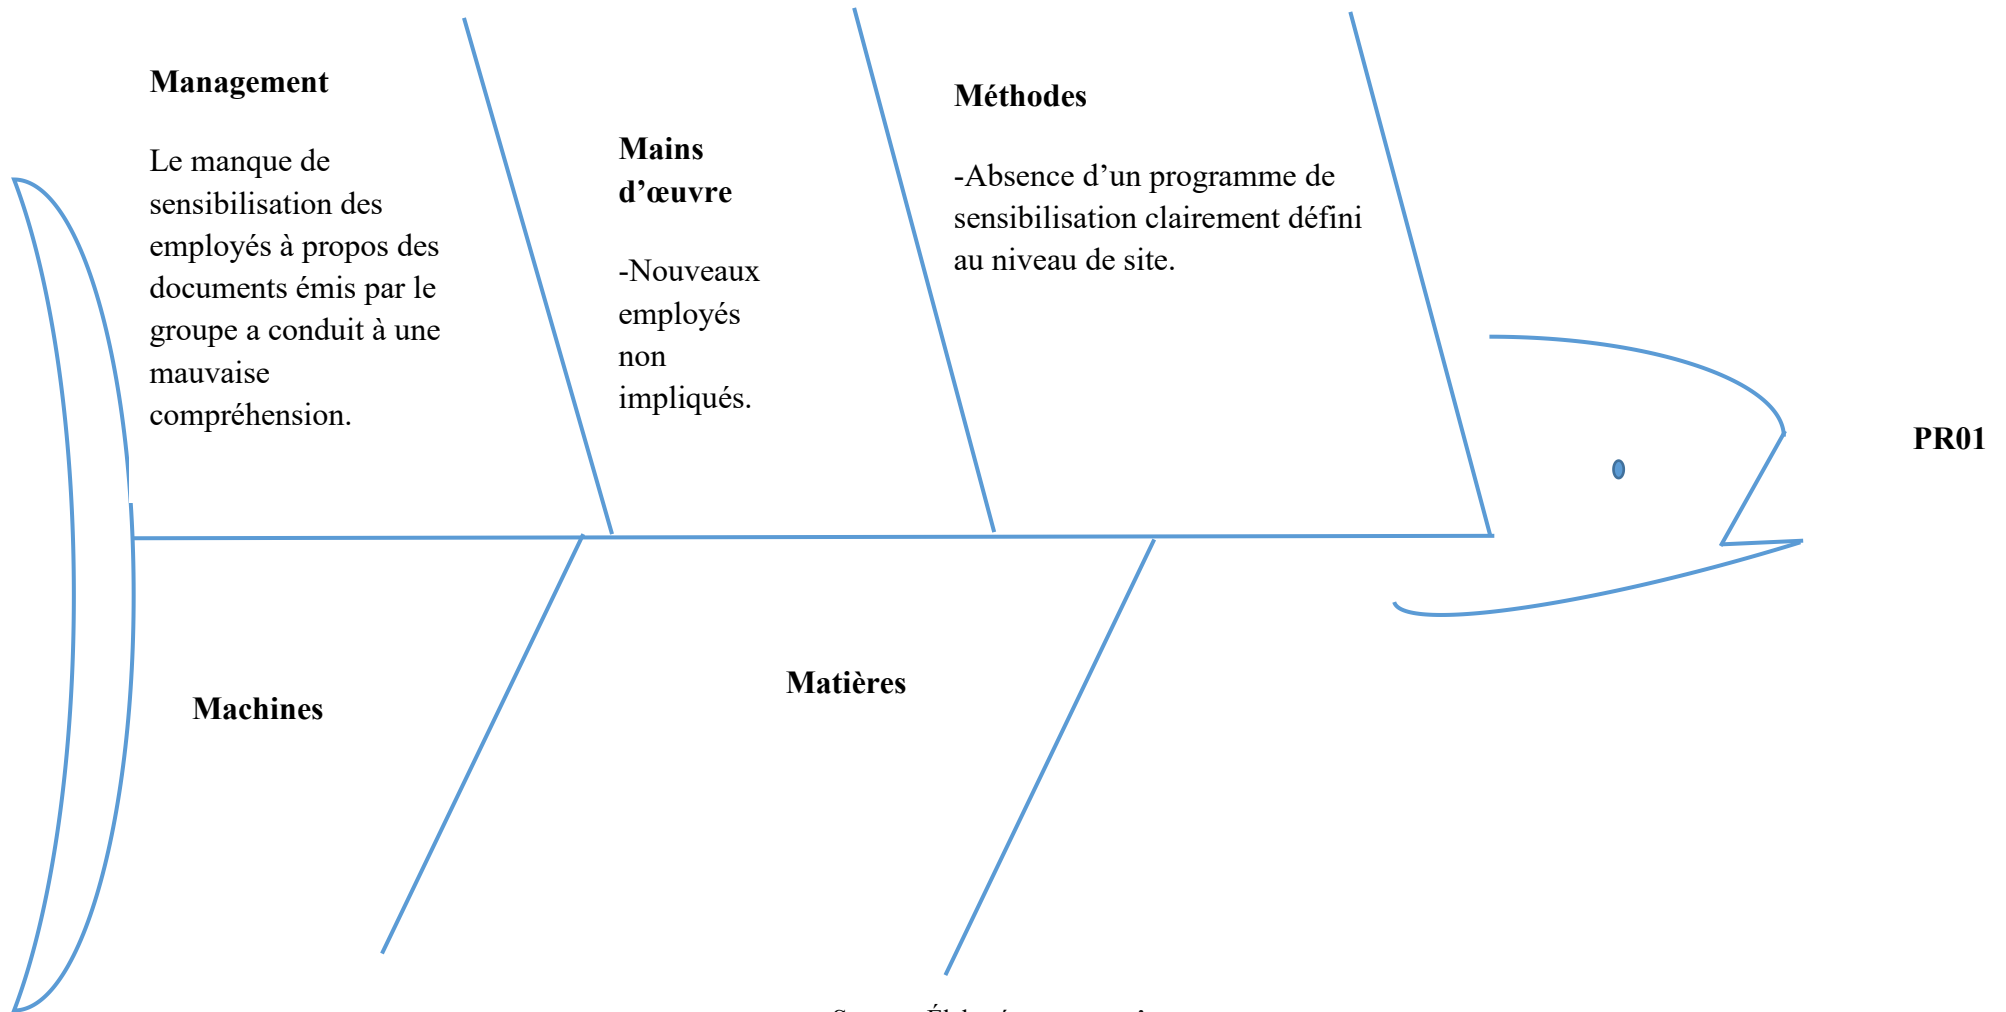 Management
Le manque de
sensibilisation des
employés à propos des
documents émis par le
groupe a conduit à une
mauvaise
compréhension.
Mains
d’œuvre
-Nouveaux
employés
non
impliqués.
Méthodes
-Absence d’un programme de
sensibilisation clairement défini
au niveau de site.
PR01
Machines
Matières